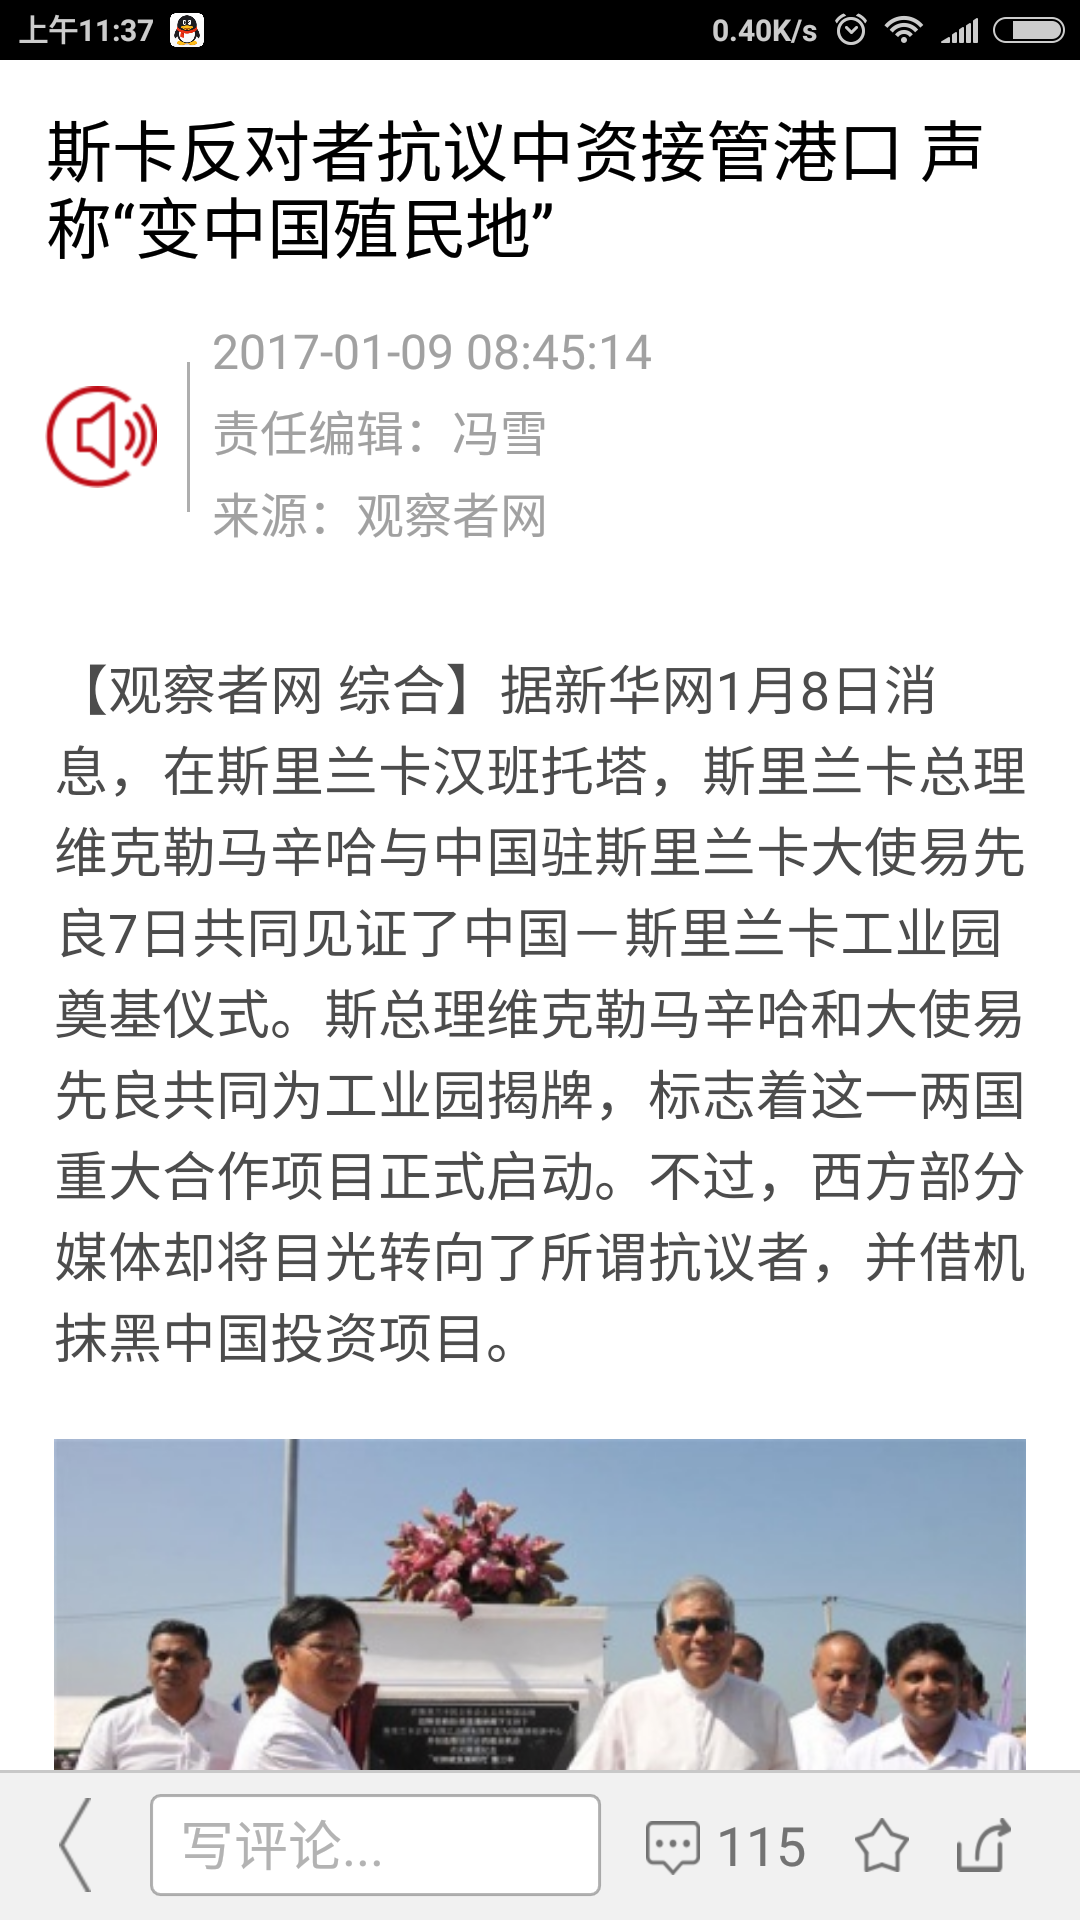 上午11:37
0.40K/s
斯卡反对者抗议中资接管港口 声
称“变中国殖民地”
2017-01-09 08:45:14
责任编辑：冯雪
来源：观察者网
【观察者网 综合】据新华网1月8日消
息，在斯里兰卡汉班托塔，斯里兰卡总理
维克勒马辛哈与中国驻斯里兰卡大使易先
良7日共同见证了中国－斯里兰卡工业园
奠基仪式。斯总理维克勒马辛哈和大使易
先良共同为工业园揭牌，标志着这一两国
重大合作项目正式启动。不过，西方部分
媒体却将目光转向了所谓抗议者，并借机
抹黑中国投资项目。
写评论...
115